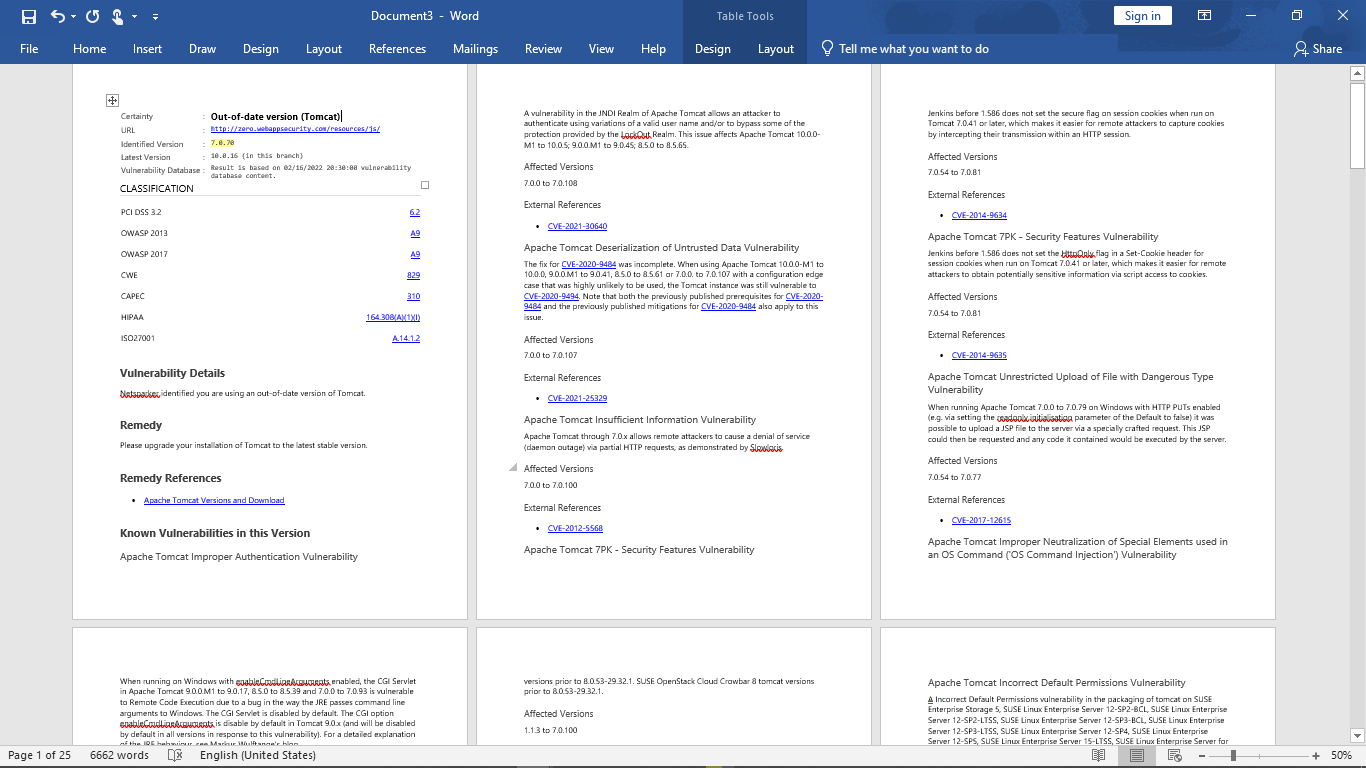 Document3 - Word
Table Tools
Sign in
File Home Insert Draw Design Layout References Mailings Review View Help Design Layout Tell me what you want to do Share
Certainty : Out-of-date version (Tomcat)
URL : http://zero.webappsecurity.com/resources/js/
Identified Version : 7.0.70
Latest Version : 10.0.16 (in this branch)
Vulnerability Database : Result is based on 02/16/2022 20:30:00 vulnerability
database content.
CLASSIFICATION
PCI DSS 3.2 6.2
OWASP 2013 A9
OWASP 2017 A9
CWE 829
CAPEC 310
HIPAA 164.308(A)(1)(I)
ISO27001 A.14.1.2
Vulnerability Details
Netsparker identified you are using an out-of-date version of Tomcat.
Remedy
Please upgrade your installation of Tomcat to the latest stable version.
Remedy References
• Apache Tomcat Versions and Download
Known Vulnerabilities in this Version
Apache Tomcat Improper Authentication Vulnerability
A vulnerability in the JNDI Realm of Apache Tomcat allows an attacker to
authenticate using variations of a valid user name and/or to bypass some of the
protection provided by the LockOut Realm. This issue affects Apache Tomcat 10.0.0-
M1 to 10.0.5; 9.0.0.M1 to 9.0.45; 8.5.0 to 8.5.65.
Affected Versions
7.0.0 to 7.0.108
External References
• CVE-2021-30640
Apache Tomcat Deserialization of Untrusted Data Vulnerability
The fix for CVE-2020-9484 was incomplete. When using Apache Tomcat 10.0.0-M1 to
10.0.0, 9.0.0.M1 to 9.0.41, 8.5.0 to 8.5.61 or 7.0.0. to 7.0.107 with a configuration edge
case that was highly unlikely to be used, the Tomcat instance was still vulnerable to
CVE-2020-9494. Note that both the previously published prerequisites for CVE-2020-
9484 and the previously published mitigations for CVE-2020-9484 also apply to this
issue.
Affected Versions
7.0.0 to 7.0.107
External References
• CVE-2021-25329
Apache Tomcat Insufficient Information Vulnerability
Apache Tomcat through 7.0.x allows remote attackers to cause a denial of service
(daemon outage) via partial HTTP requests, as demonstrated by Slowloris
Affected Versions
7.0.0 to 7.0.100
External References
• CVE-2012-5568
Apache Tomcat 7PK - Security Features Vulnerability
Jenkins before 1.586 does not set the secure flag on session cookies when run on
Tomcat 7.0.41 or later, which makes it easier for remote attackers to capture cookies
by intercepting their transmission within an HTTP session.
Affected Versions
7.0.54 to 7.0.81
External References
• CVE-2014-9634
Apache Tomcat 7PK - Security Features Vulnerability
Jenkins before 1.586 does not set the HttpOnly flag in a Set-Cookie header for
session cookies when run on Tomcat 7.0.41 or later, which makes it easier for remote
attackers to obtain potentially sensitive information via script access to cookies.
Affected Versions
7.0.54 to 7.0.81
External References
• CVE-2014-9635
Apache Tomcat Unrestricted Upload of File with Dangerous Type
Vulnerability
When running Apache Tomcat 7.0.0 to 7.0.79 on Windows with HTTP PUTs enabled
(e.g. via setting the readonly initialisation parameter of the Default to false) it was
possible to upload a JSP file to the server via a specially crafted request. This JSP
could then be requested and any code it contained would be executed by the server.
Affected Versions
7.0.54 to 7.0.77
External References
• CVE-2017-12615
Apache Tomcat Improper Neutralization of Special Elements used in
an OS Command ('OS Command Injection') Vulnerability
When running on Windows with enableCmdLineArguments enabled, the CGI Servlet
in Apache Tomcat 9.0.0.M1 to 9.0.17, 8.5.0 to 8.5.39 and 7.0.0 to 7.0.93 is vulnerable
to Remote Code Execution due to a bug in the way the JRE passes command line
arguments to Windows. The CGI Servlet is disabled by default. The CGI option
enableCmdLineArguments is disable by default in Tomcat 9.0.x (and will be disabled
by default in all versions in response to this vulnerability). For a detailed explanation
of the JRE behaviour, see Markus Wulftange's blog
versions prior to 8.0.53-29.32.1. SUSE OpenStack Cloud Crowbar 8 tomcat versions
prior to 8.0.53-29.32.1.
Affected Versions
1.1.3 to 7.0.100
Apache Tomcat Incorrect Default Permissions Vulnerability
A Incorrect Default Permissions vulnerability in the packaging of tomcat on SUSE
Enterprise Storage 5, SUSE Linux Enterprise Server 12-SP2-BCL, SUSE Linux Enterprise
Server 12-SP2-LTSS, SUSE Linux Enterprise Server 12-SP3-BCL, SUSE Linux Enterprise
Server 12-SP3-LTSS, SUSE Linux Enterprise Server 12-SP4, SUSE Linux Enterprise
Server 12-SP5, SUSE Linux Enterprise Server 15-LTSS, SUSE Linux Enterprise Server for
Page 1 of 25 6662 words English (United States) 50%